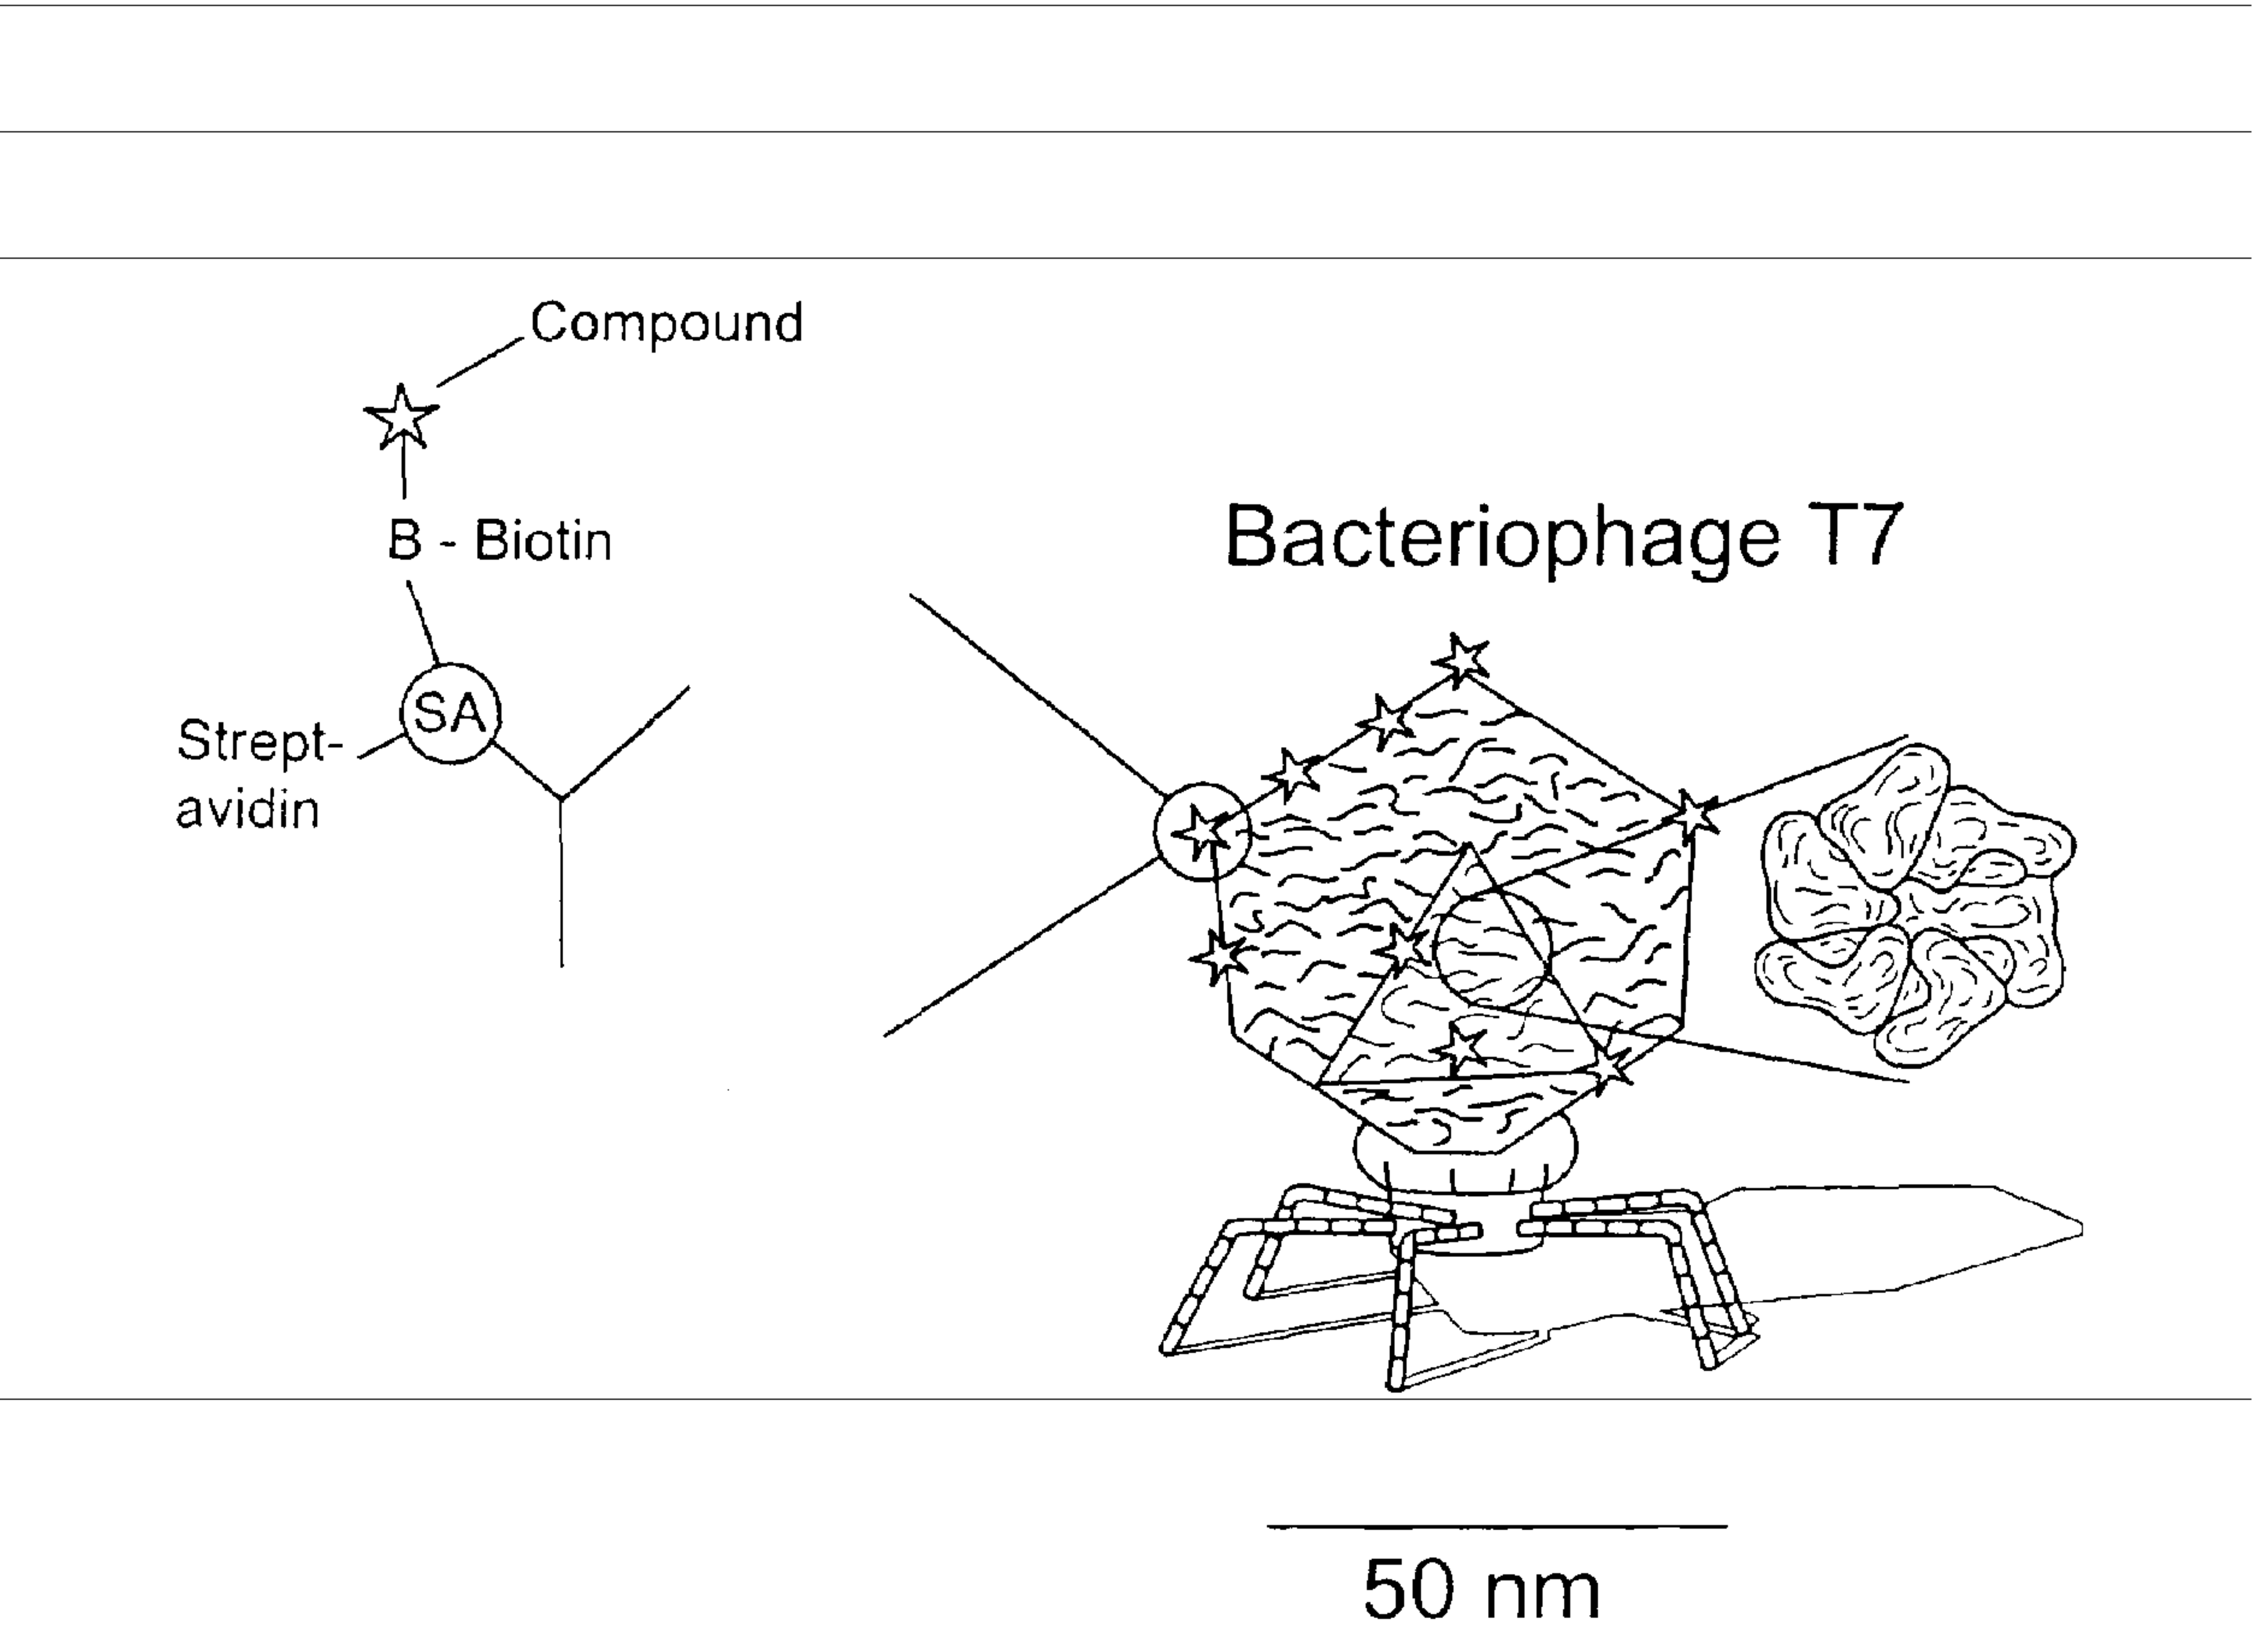 Compound
B - Biotin
SA
Strept-
avidin
Bacteriophage T7
50 nm